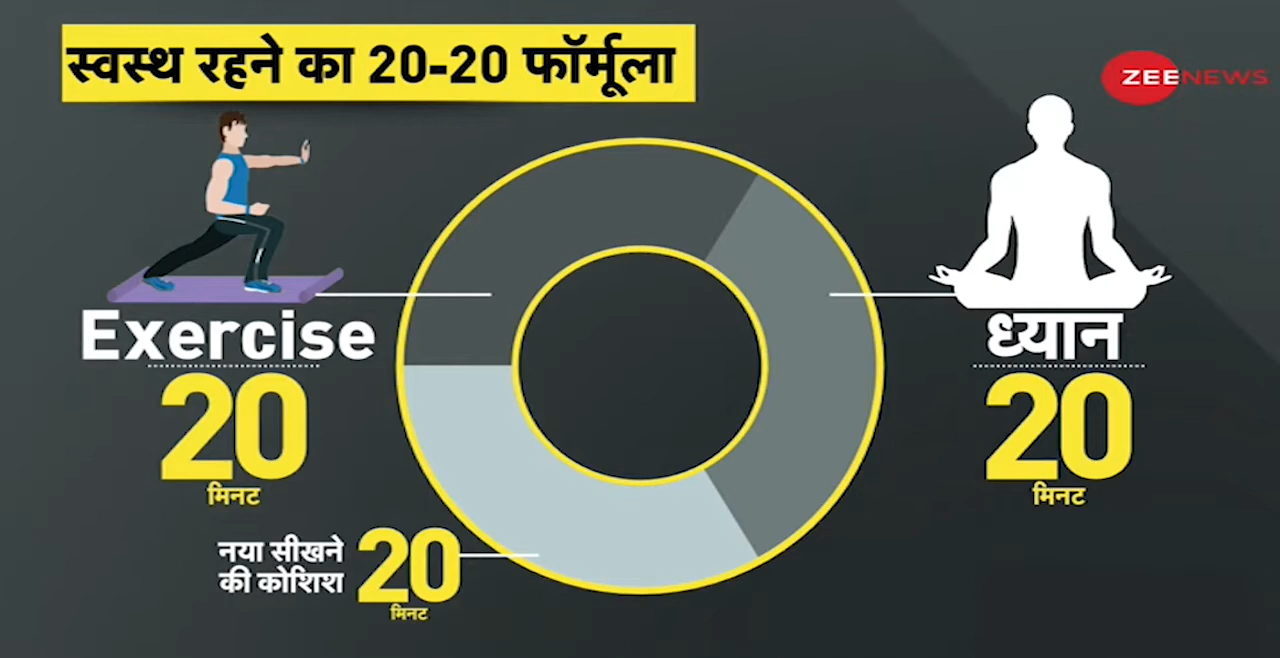 स्वस्थ रहने का 20-20 फॉर्मूला
ZEENEWS
Exercise
20
मिनट
ध्यान
20
मिनट
नया सीखने
की कोशिश
20
मिनट